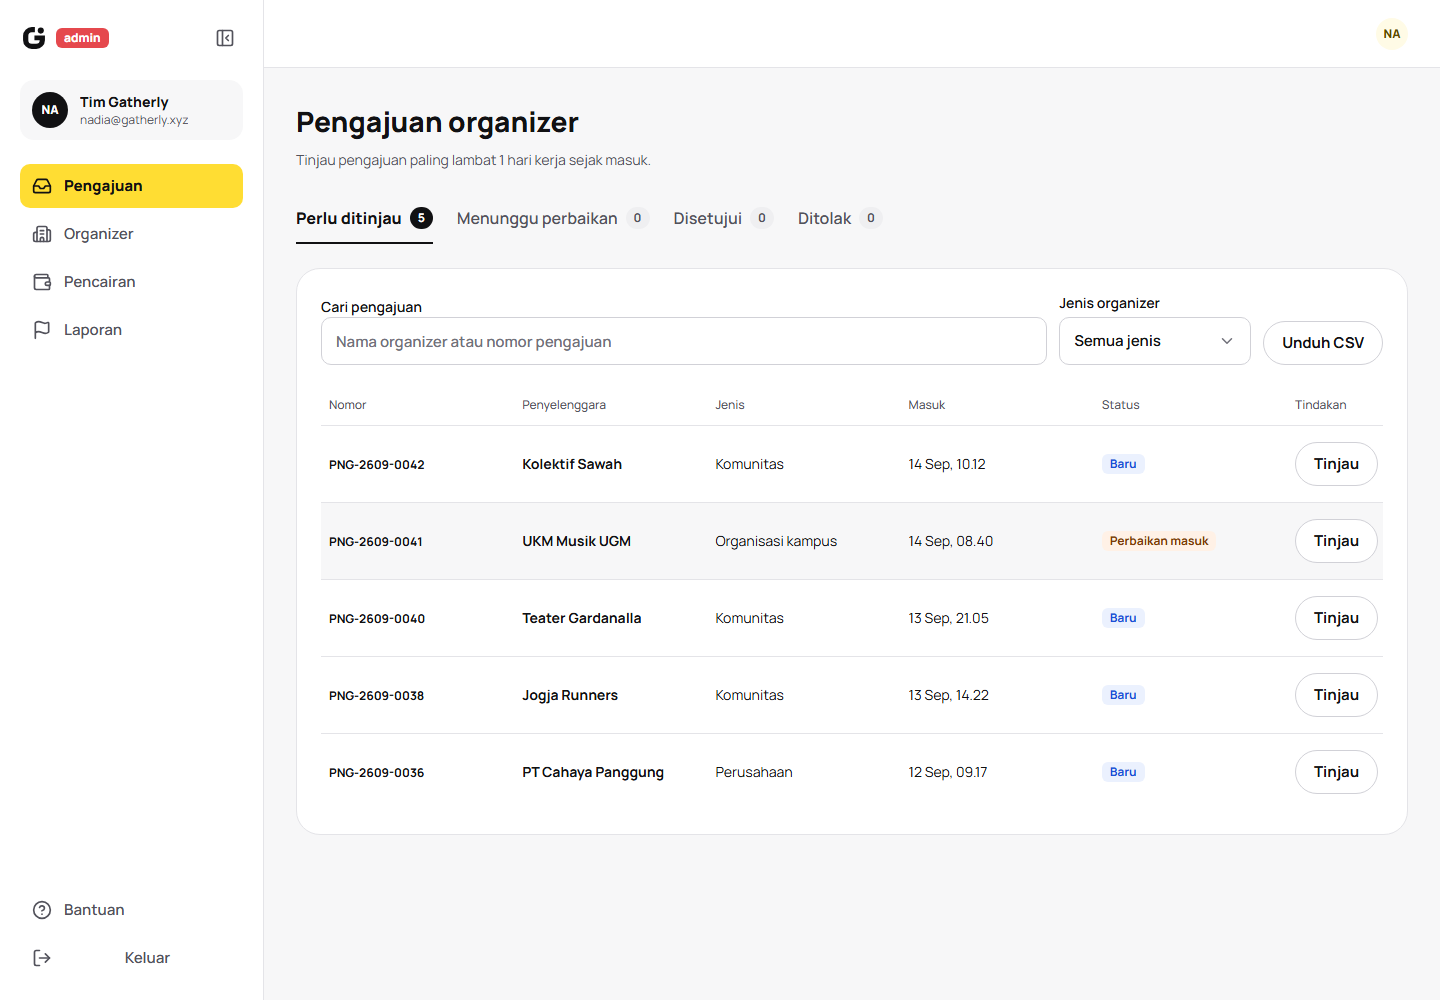 admin
NA
NA
Tim Gatherly
nadia@gatherly.xyz
Pengajuan
Organizer
Pencairan
Laporan
Bantuan
Keluar
Pengajuan organizer
Tinjau pengajuan paling lambat 1 hari kerja sejak masuk.
Perlu ditinjau 5 Menunggu perbaikan 0 Disetujui 0 Ditolak 0
Cari pengajuan Jenis organizer
Nama organizer atau nomor pengajuan Semua jenis Unduh CSV
Nomor Penyelenggara Jenis Masuk Status Tindakan
PNG-2609-0042 Kolektif Sawah Komunitas 14 Sep, 10.12 Baru Tinjau
PNG-2609-0041 UKM Musik UGM Organisasi kampus 14 Sep, 08.40 Perbaikan masuk Tinjau
PNG-2609-0040 Teater Gardanalla Komunitas 13 Sep, 21.05 Baru Tinjau
PNG-2609-0038 Jogja Runners Komunitas 13 Sep, 14.22 Baru Tinjau
PNG-2609-0036 PT Cahaya Panggung Perusahaan 12 Sep, 09.17 Baru Tinjau